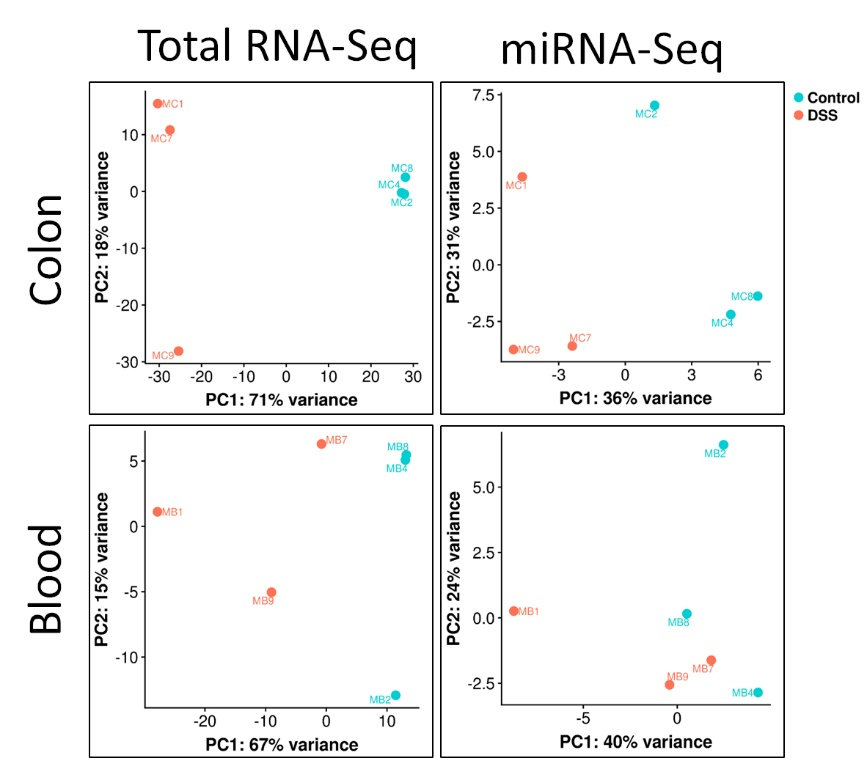 Total RNA-Seq
miRNA-Seq
Control
DSS
Colon
PC2: 18% variance
10
0
-10
-20
-30
MC1
MC7
MC8
MC4
MC2
MC9
-30
-20
-10
0
10
20
30
PC1: 71% variance
PC2: 31% variance
7.5
5.0
2.5
0.0
-2.5
MC2
MC1
MC8
MC4
MC7
MC9
-3
0
3
6
PC1: 36% variance
Blood
PC2: 15% variance
5
0
-5
-10
MB7
MB8
MB4
MB1
MB9
MB2
-20
-10
0
10
PC1: 67% variance
PC2: 24% variance
5.0
2.5
0.0
-2.5
MB2
MB1
MB8
MB7
MB9
MB4
-5
0
PC1: 40% variance